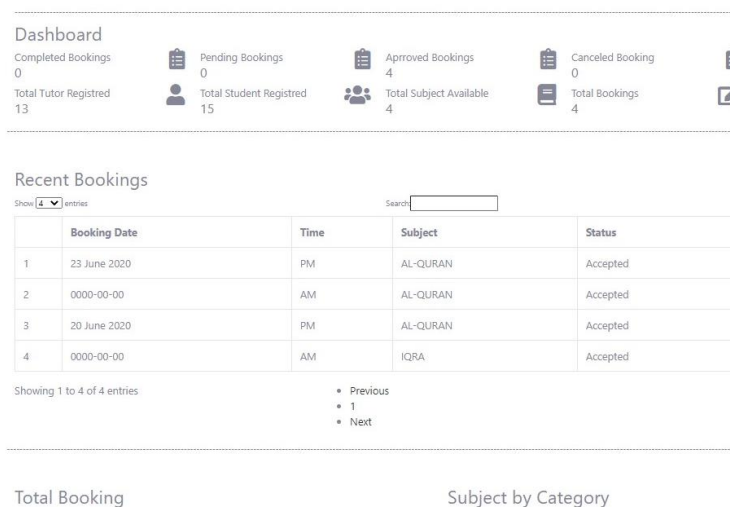 Dashboard
Completed Bookings Pending Bookings Aprroved Bookings Canceled Booking
0 0 4 0
Total Tutor Registred Total Student Registred Total Subject Available Total Bookings
13 15 4 4
Recent Bookings
Show 4 entries Search:
Booking Date Time Subject Status
1 23 June 2020 PM AL-QURAN Accepted
2 0000-00-00 AM AL-QURAN Accepted
3 20 June 2020 PM AL-QURAN Accepted
4 0000-00-00 AM IQRA Accepted
Showing 1 to 4 of 4 entries
Previous
1
Next
Total Booking Subject by Category